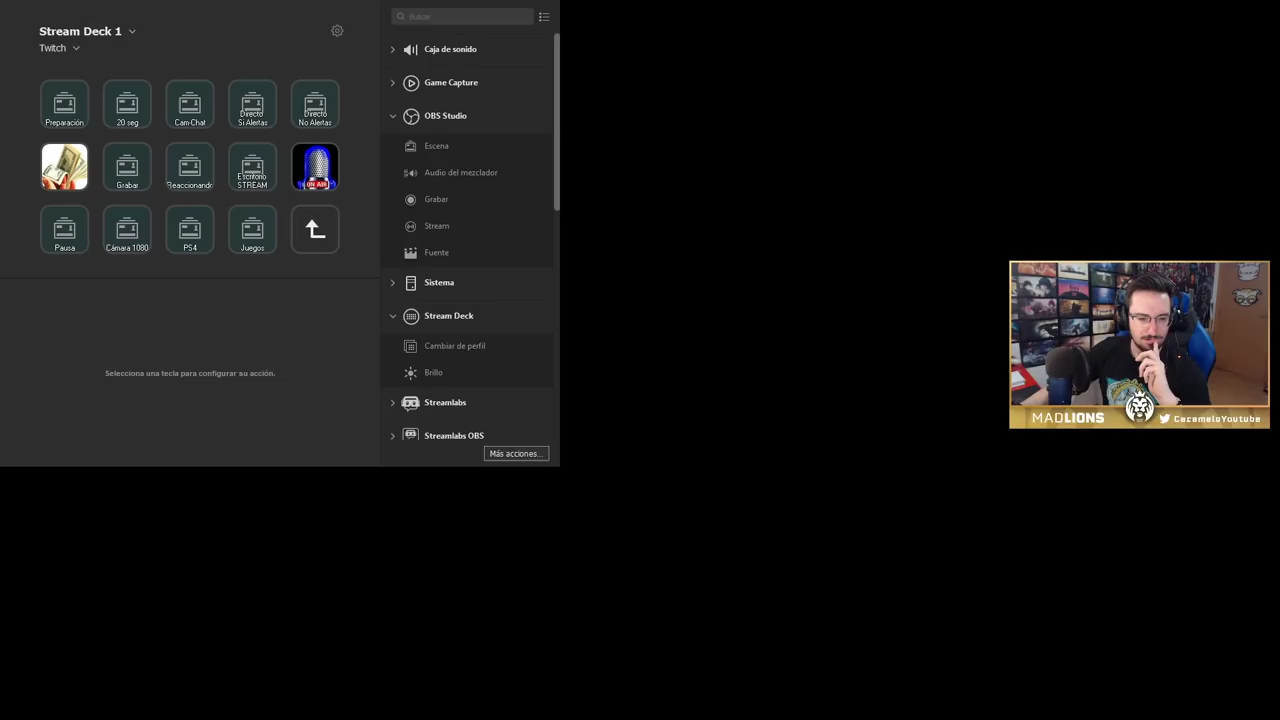 Stream Deck 1
Twitch
Preparación
20 seg
Cam-Chat
Directo
Si Alertas
Directo
No Alertas
Grabar
Reaccionandr
Escritorio
STREAM
ON AIR
Pausa
Cámara 1080
PS4
Juegos
Selecciona una tecla para configurar su acción.
Buscar
Caja de sonido
Game Capture
OBS Studio
Escena
Audio del mezclador
Grabar
Stream
Fuente
Sistema
Stream Deck
Cambiar de perfil
Brillo
Streamlabs
Streamlabs OBS
Más acciones...
MADLIONS
CarameloYoutube